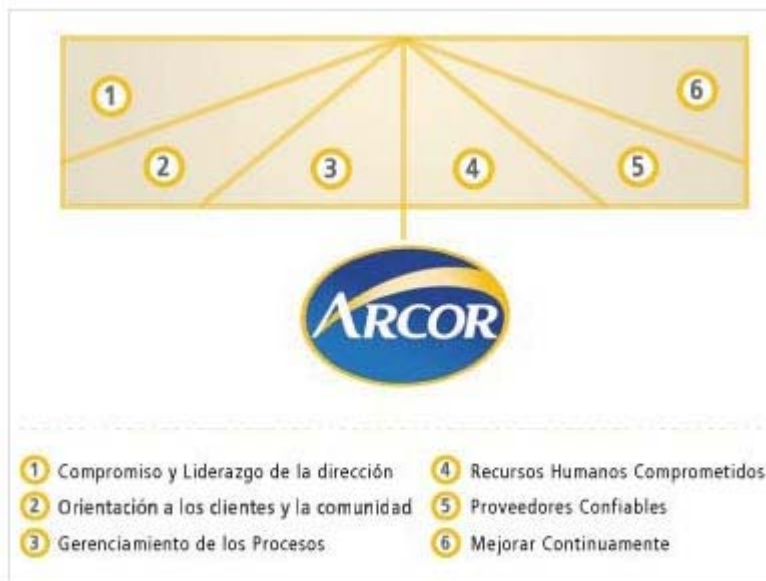 1
2
3
4
5
6
ARCOR
1 Compromiso y Liderazgo de la dirección
2 Orientación a los clientes y la comunidad
3 Gerenciamiento de los Procesos
4 Recursos Humanos Comprometidos
5 Proveedores Confiables
6 Mejorar Continuamente